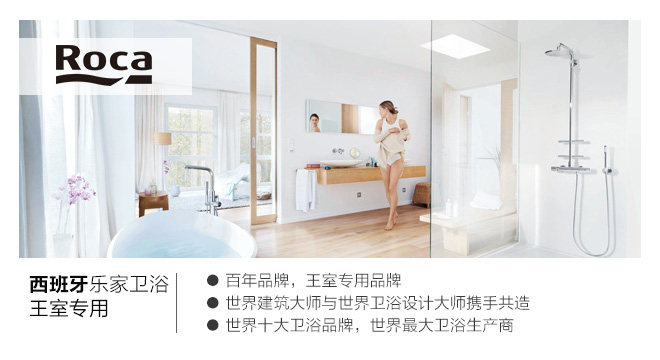 Roca
西班牙乐家卫浴
王室专用
● 百年品牌，王室专用品牌
● 世界建筑大师与世界卫浴设计大师携手共造
● 世界十大卫浴品牌，世界最大卫浴生产商